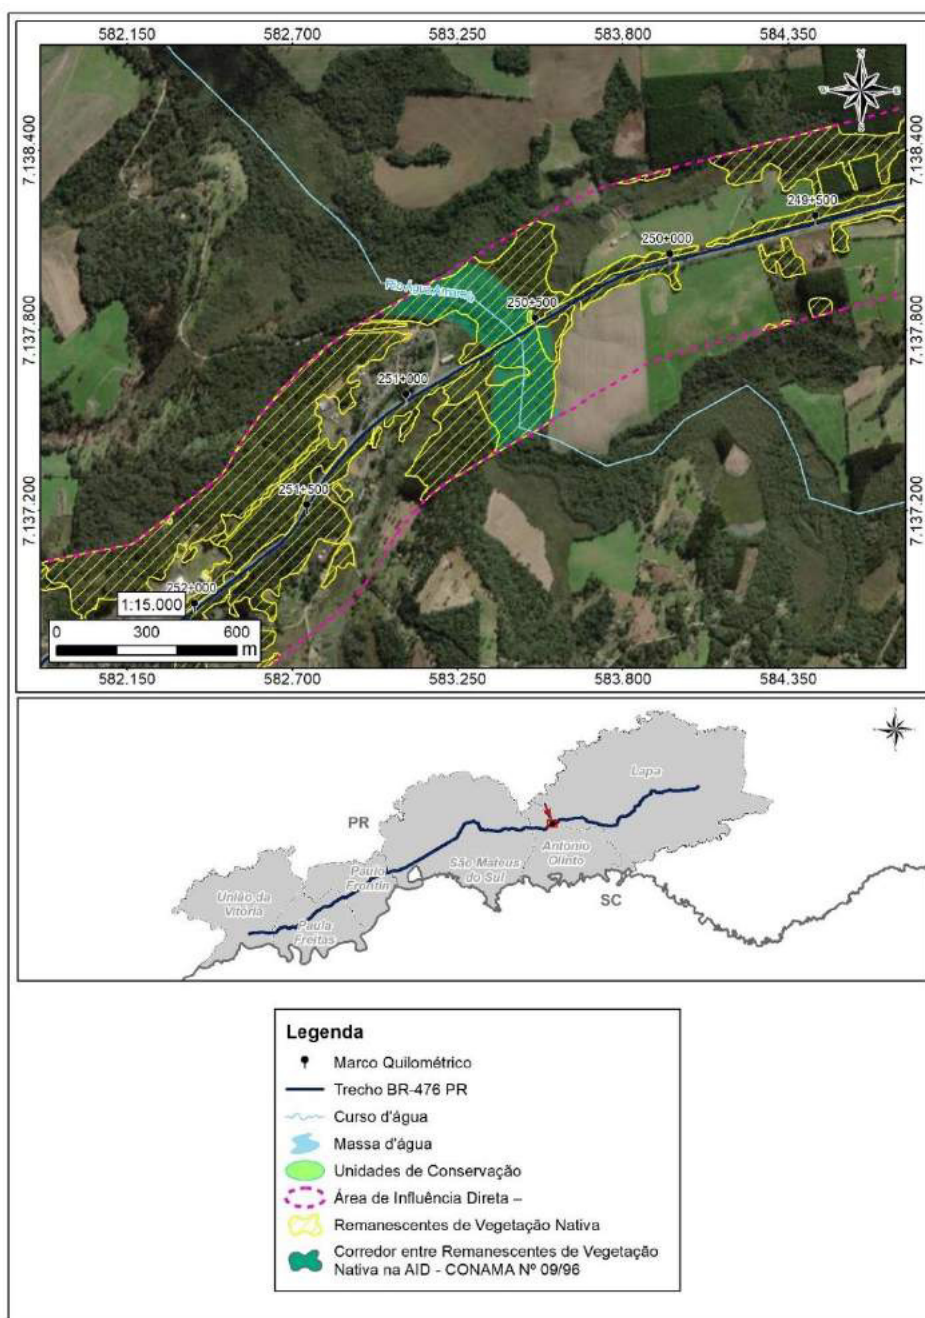 582.150 582.700 583.250 583.800 584.350
N
W E
S
7.138.400 7.138.400
249+500
250+000
Rio Água Amarela
250+500
7.137.800 7.137.800
251+000
251+500
7.137.200 7.137.200
252+000
1:15.000
0 300 600
m
582.150 582.700 583.250 583.800 584.350
Lapa
PR
Antonio
Olinto
São Mateus
do Sul
Paulo
Frontin
União da
Vitória
SC
Paula
Freitas
Legenda
Marco Quilométrico
Trecho BR-476 PR
Curso d'água
Massa d'água
Unidades de Conservação
Área de Influência Direta –
Remanescentes de Vegetação Nativa
Corredor entre Remanescentes de Vegetação
Nativa na AID - CONAMA Nº 09/96